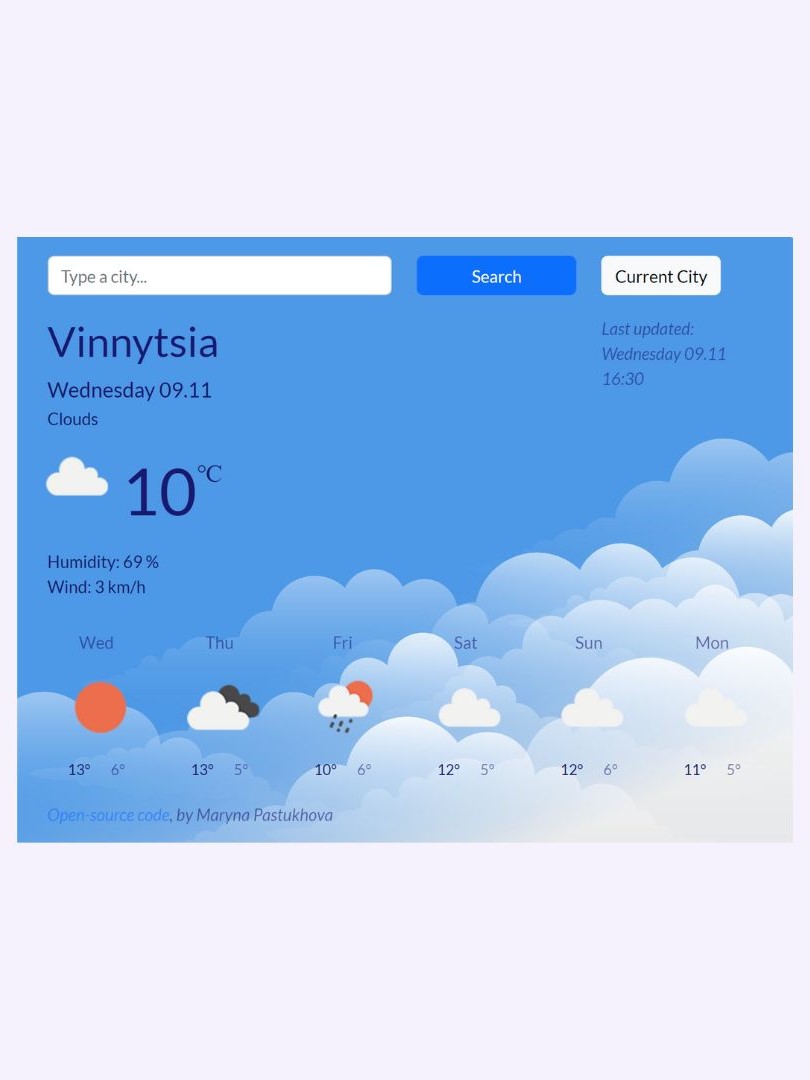 Type a city...
Search
Current City
Vinnytsia
Last updated:
Wednesday 09.11
16:30
Wednesday 09.11
Clouds
10 °C
Humidity: 69 %
Wind: 3 km/h
Wed Thu Fri Sat Sun Mon
13° 6° 13° 5° 10° 6° 12° 5° 12° 6° 11° 5°
Open-source code, by Maryna Pastukhova